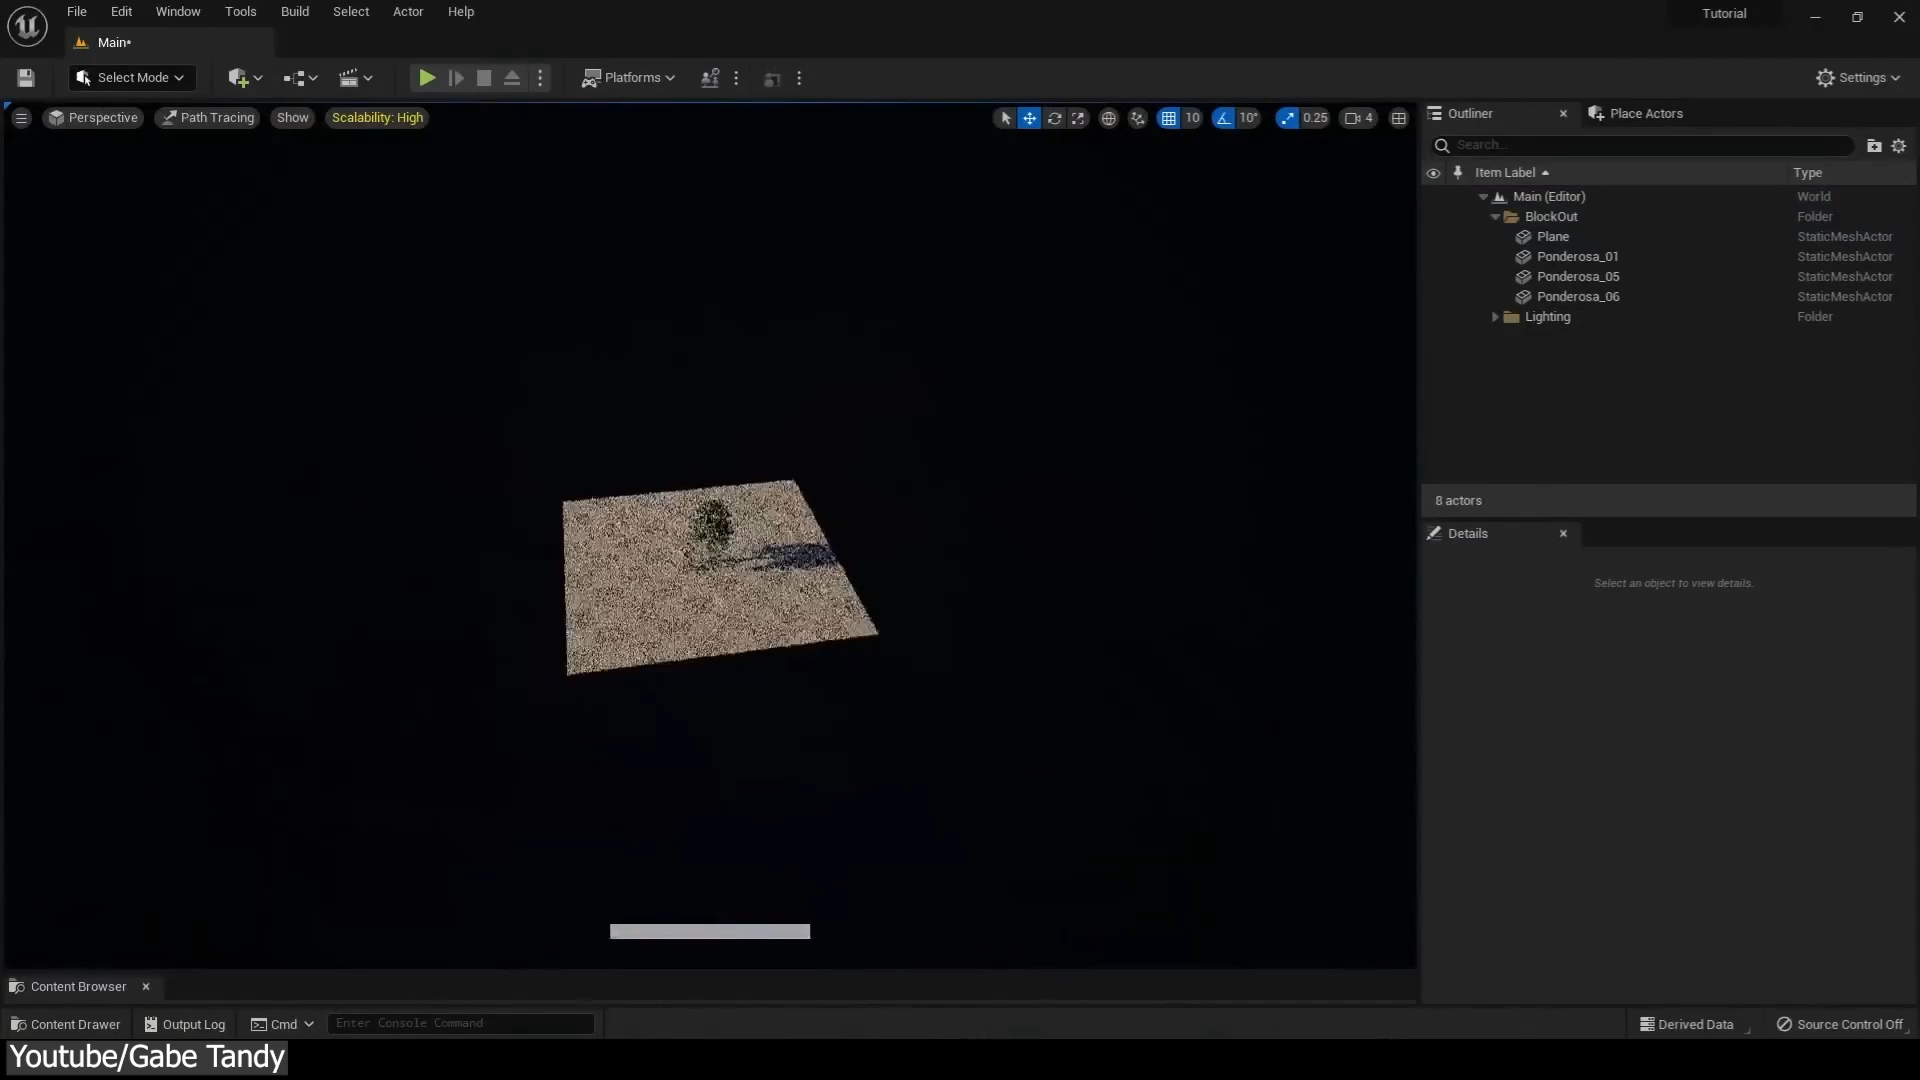 File Edit Window Tools Build Select Actor Help
Tutorial
Main*
Select Mode
Platforms
Settings
Perspective
Path Tracing
Show
Scalability: High
10
10°
0.25
4
Outliner
Place Actors
Search...
Item Label Type
Main (Editor) World
BlockOut Folder
Plane StaticMeshActor
Ponderosa_01 StaticMeshActor
Ponderosa_05 StaticMeshActor
Ponderosa_06 StaticMeshActor
Lighting Folder
8 actors
Details
Select an object to view details.
Content Browser
Content Drawer
Output Log
Cmd
Enter Console Command
Derived Data
Source Control Off
Youtube/Gabe Tandy